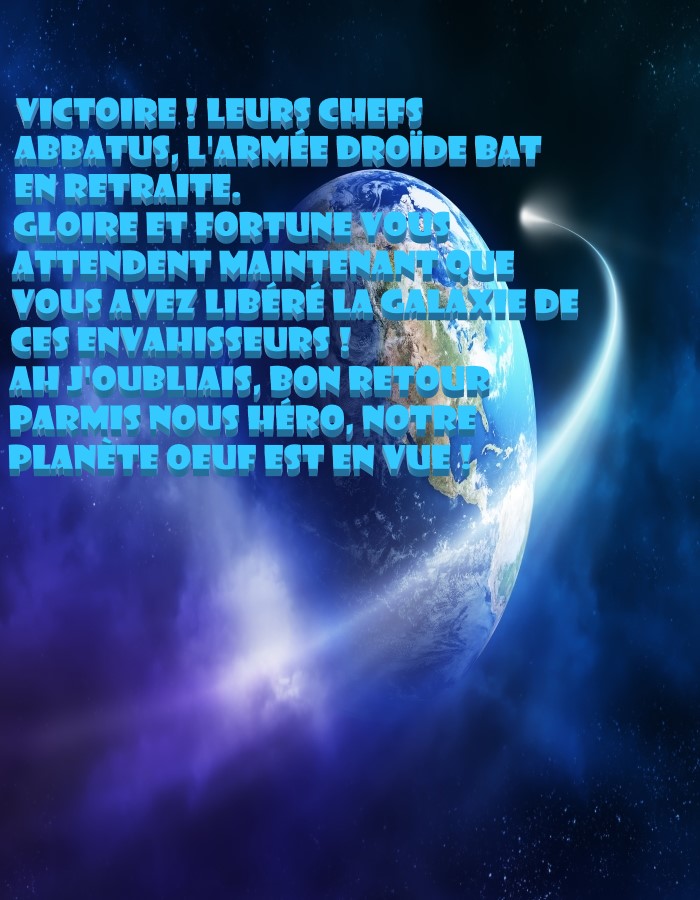 VICTOIRE ! LEURS CHEFS
ABBATUS, L'ARMÉE DROÏDE BAT
EN RETRAITE.
GLOIRE ET FORTUNE VOUS
ATTENDENT MAINTENANT QUE
VOUS AVEZ LIBÉRÉ LA GALAXIE DE
CES ENVAHISSEURS !
AH J'OUBLIAIS, BON RETOUR
PARMIS NOUS HÉRO, NOTRE
PLANÈTE OEUF EST EN VUE !